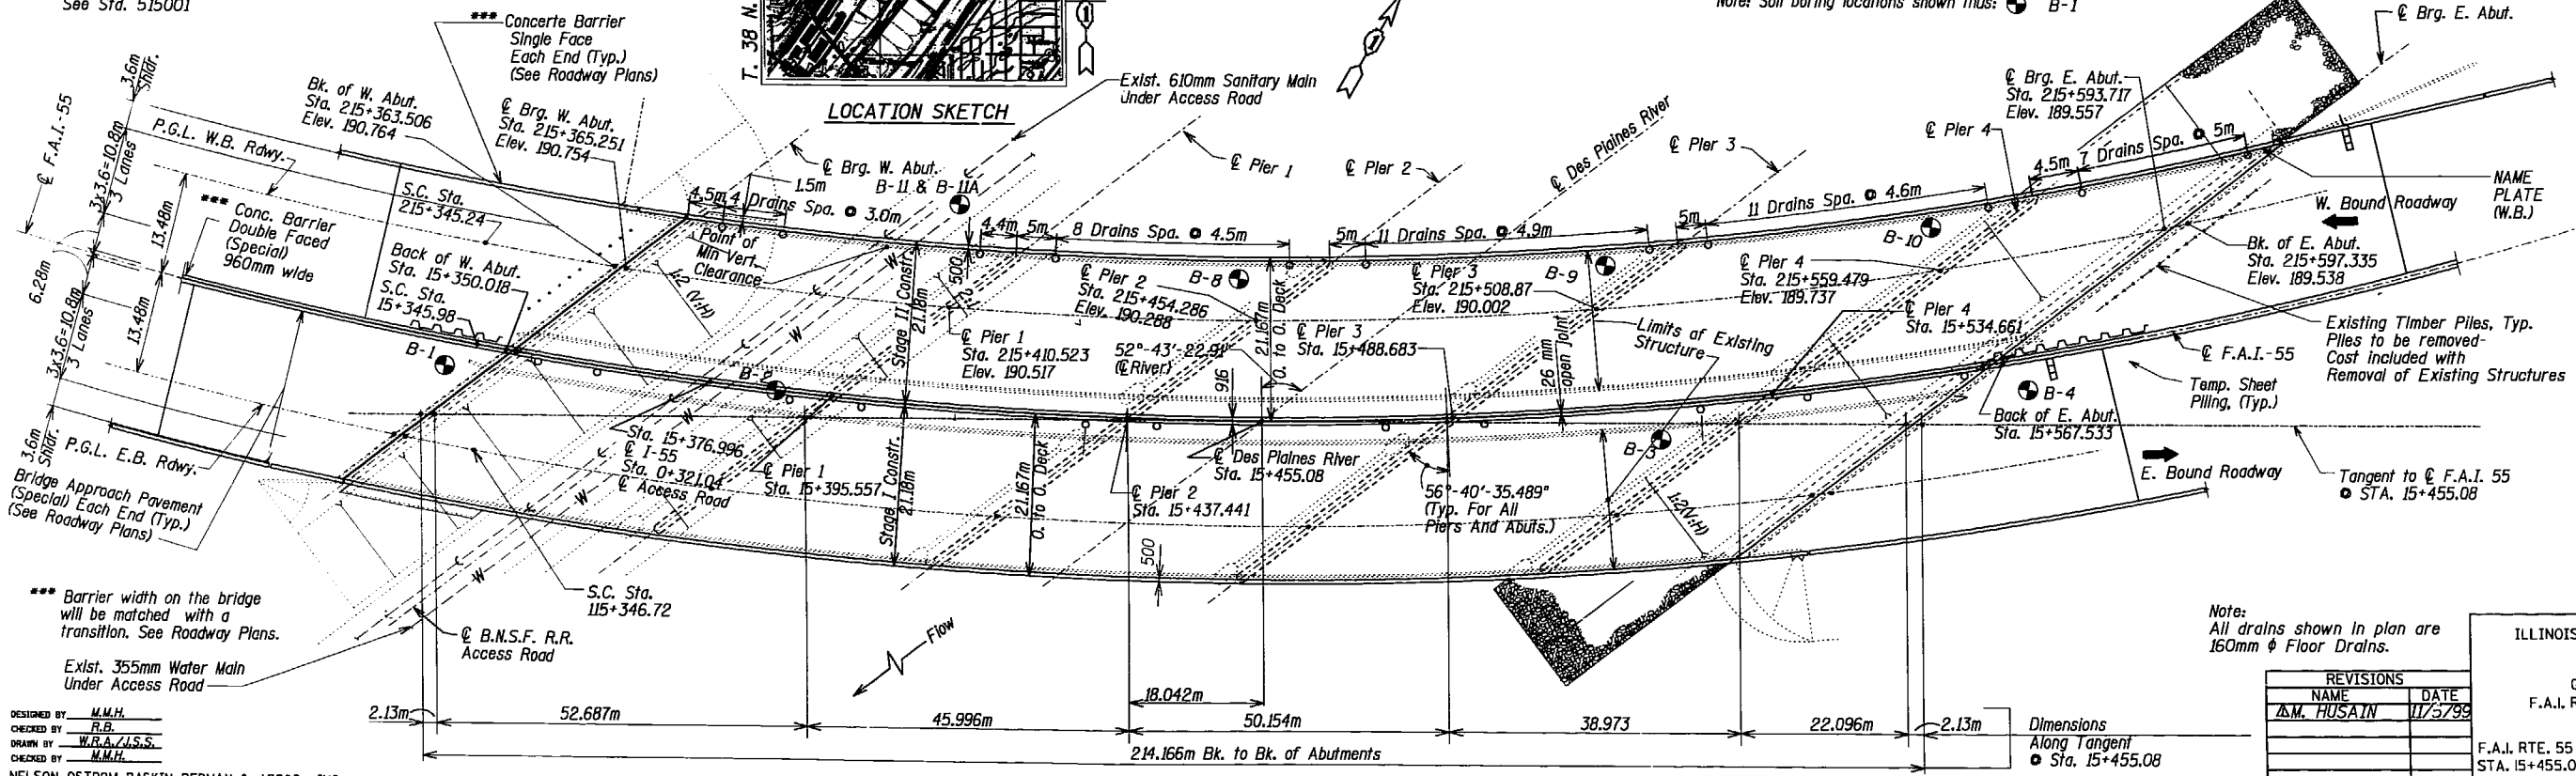 See Std. 515001
*** Concerte Barrier
Single Face
Each End (Typ.)
(See Roadway Plans)
T. 38 N.
LOCATION SKETCH
1
1
Exist. 610mm Sanitary Main
Under Access Road
Note: Soil boring locations shown thus: B-1
℄ Brg. E. Abut.
℄ Brg. E. Abut.
Sta. 215+593.717
Elev. 189.557
3.6m
Shldr.
℄ F.A.I.-55
3x3.6=10.8m
3 Lanes
P.G.L. W.B. Rdwy.
Bk. of W. Abut.
Sta. 215+363.506
Elev. 190.764
℄ Brg. W. Abut.
Sta. 215+365.251
Elev. 190.754
13.48m
*** Conc. Barrier
Double Faced
(Special)
960mm wide
S.C. Sta.
215+345.24
Back of W. Abut.
Sta. 15+350.018
S.C. Sta.
15+345.98
6.28m
13.48m
3x3.6=10.8m
3 Lanes
3.6m
Shldr.
P.G.L. E.B. Rdwy.
Bridge Approach Pavement
(Special) Each End (Typ.)
(See Roadway Plans)
B-1
℄ Brg. W. Abut.
1.5m
B-11 & B-11A
4.5m
4 Drains Spa. @ 3.0m
Point of
Min Vert.
Clearance
1:2 (V:H)
4.4m
5m
8 Drains Spa. @ 4.5m
℄ Pier 1
℄ Pier 2
℄ Des Plaines River
℄ Pier 3
℄ Pier 4
5m
11 Drains Spa. @ 4.9m
5m
11 Drains Spa. @ 4.6m
4.5m
7 Drains Spa. @ 5m
NAME
PLATE
(W.B.)
W. Bound Roadway
Bk. of E. Abut.
Sta. 215+597.335
Elev. 189.538
B-10
B-9
B-8
℄ Pier 2
Sta. 215+454.286
Elev. 190.288
℄ Pier 3
Sta. 215+508.87
Elev. 190.002
℄ Pier 4
Sta. 215+559.479
Elev. 189.737
Stage II Constr.
21.18m
500
℄ Pier 1
Sta. 215+410.523
Elev. 190.517
52°-43'-22.91"
(℄ River)
916
21.167m
O. to O. Deck
℄ Pier 3
Sta. 15+488.683
26 mm
open joint
Limits of Existing
Structure
℄ Pier 4
Sta. 15+534.661
Existing Timber Piles, Typ.
Piles to be removed-
Cost included with
Removal of Existing Structures
℄ F.A.I.-55
Temp. Sheet
Piling, (Typ.)
B-4
Back of E. Abut.
Sta. 15+567.533
E. Bound Roadway
Tangent to ℄ F.A.I. 55
@ STA. 15+455.08
B-2
W
W
W
W
W
W
W
Sta. 15+376.996
℄ I-55
Sta. 0+321.04
℄ Access Road
℄ Pier 1
Sta. 15+395.557
Stage I Constr.
21.18m
21.167m
O. to O. Deck
℄ Pier 2
Sta. 15+437.441
℄ Des Plaines River
Sta. 15+455.08
56°-40'-35.489"
(Typ. For All
Piers And Abuts.)
B-3
1:2(V:H)
500
S.C. Sta.
115+346.72
℄ B.N.S.F. R.R.
Access Road
*** Barrier width on the bridge
will be matched with a
transition. See Roadway Plans.
Exist. 355mm Water Main
Under Access Road
Flow
N
18.042m
2.13m
52.687m
45.996m
50.154m
38.973
22.096m
2.13m
214.166m Bk. to Bk. of Abutments
Dimensions
Along Tangent
@ Sta. 15+455.08
Note:
All drains shown in plan are
160mm ϕ Floor Drains.
REVISIONS
NAME DATE
M. HUSAIN 11/5/99
ILLINOIS
F.A.I. R
F.A.I. RTE. 55
STA. 15+455.0
DESIGNED BY M.M.H.
CHECKED BY R.B.
DRAWN BY W.R.A./J.S.S.
CHECKED BY M.M.H.